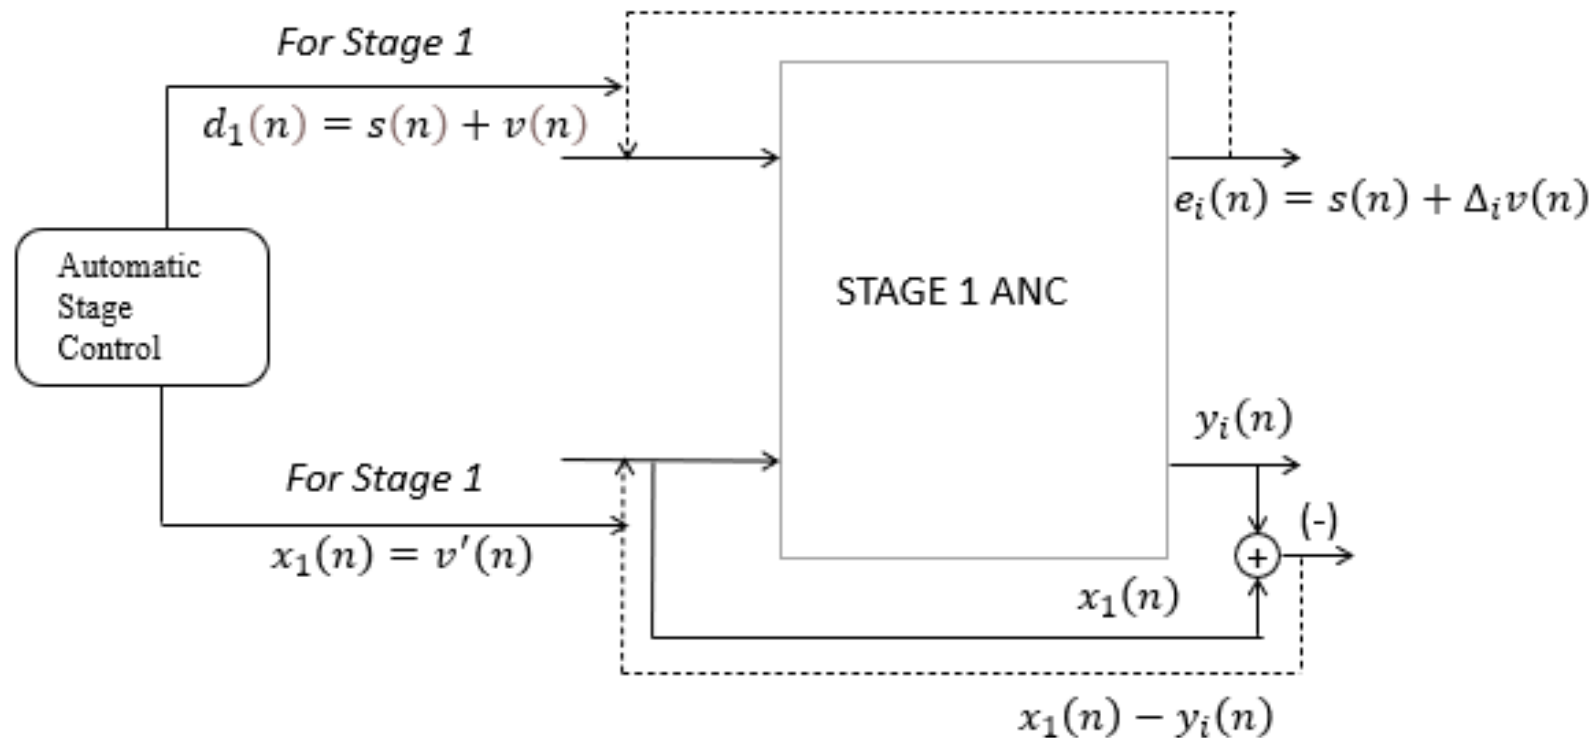 For Stage 1
d₁(n) = s(n) + v(n)
eᵢ(n) = s(n) + Δᵢv(n)
Automatic
Stage
Control
STAGE 1 ANC
yᵢ(n)
For Stage 1
(-)
x₁(n) = v′(n)
+
x₁(n)
x₁(n) − yᵢ(n)